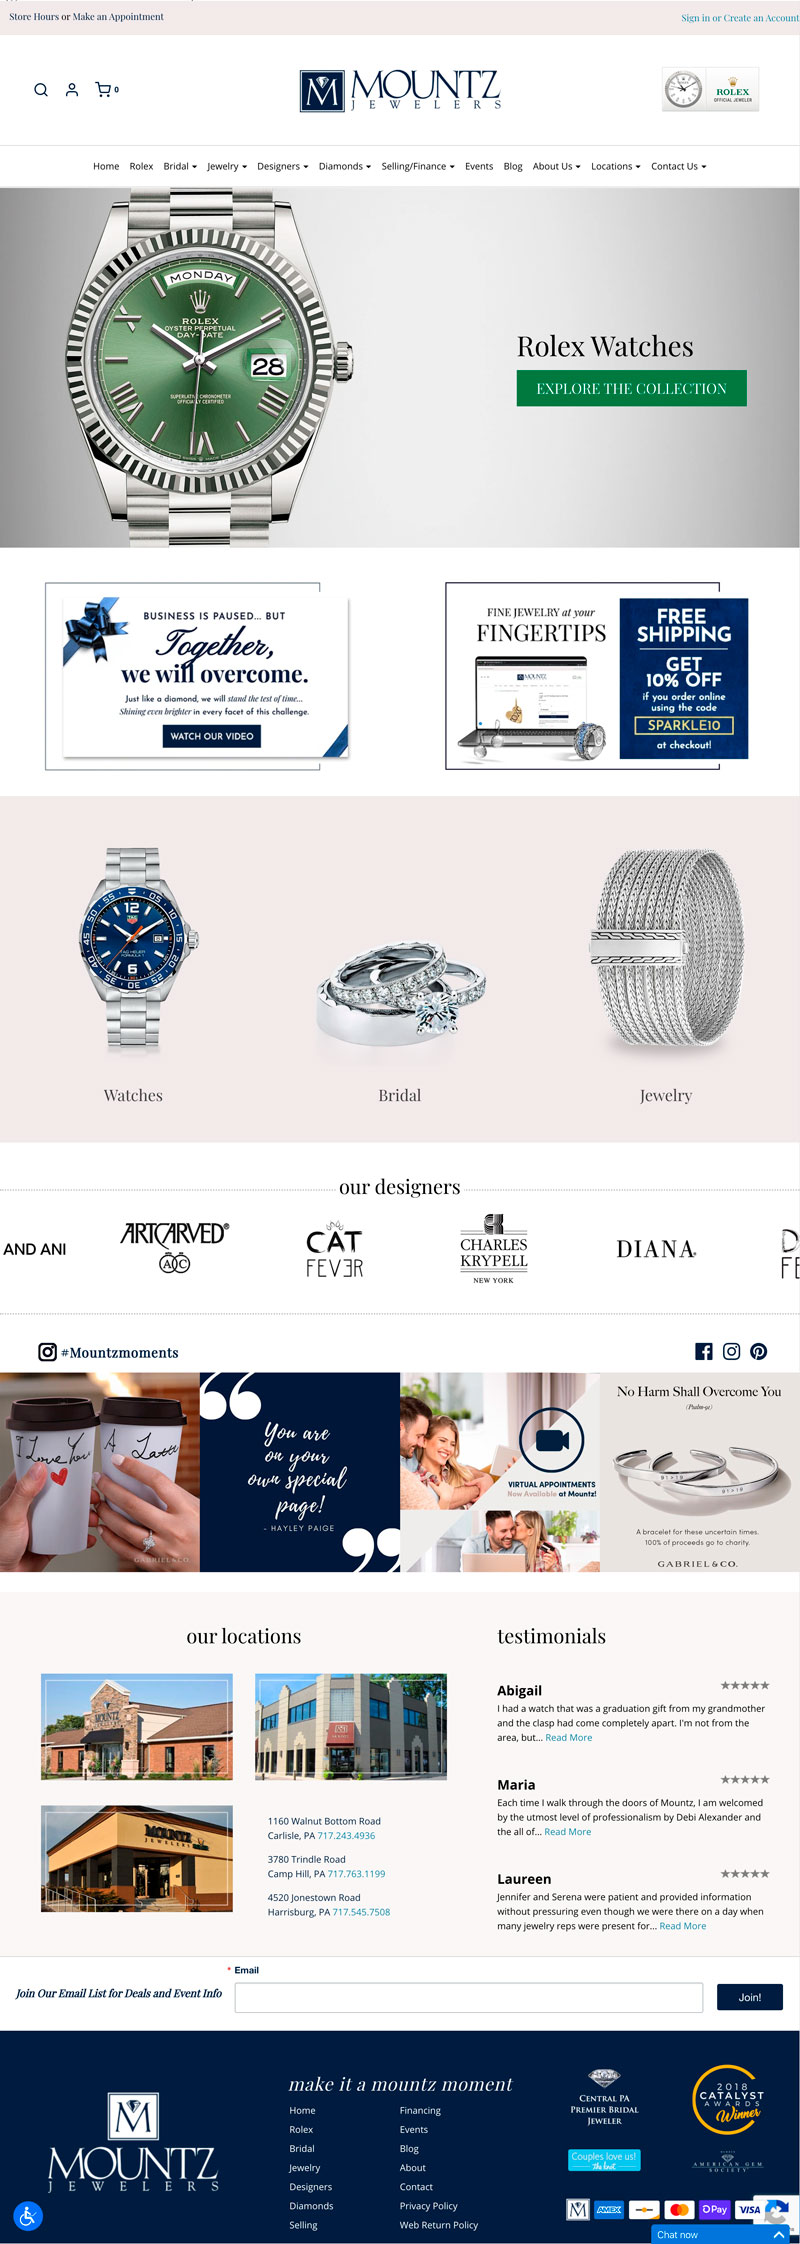 Store Hours or Make an Appointment
Sign in or Create an Account
0
M
MOUNTZ
JEWELERS
ROLEX
OFFICIAL JEWELER
Home Rolex Bridal Jewelry Designers Diamonds Selling/Finance Events Blog About Us Locations Contact Us
MONDAY
ROLEX
OYSTER PERPETUAL
DAY-DATE
28
SUPERLATIVE CHRONOMETER
OFFICIALLY CERTIFIED
SWISS MADE
Rolex Watches
EXPLORE THE COLLECTION
BUSINESS IS PAUSED... BUT
Together,
we will overcome.
Just like a diamond, we will stand the test of time...
Shining even brighter in every facet of this challenge.
WATCH OUR VIDEO
FINE JEWELRY at your
FINGERTIPS
MOUNTZ
FREE
SHIPPING
GET
10% OFF
if you order online
using the code
SPARKLE10
at checkout!
TAG HEUER
FORMULA 1
Watches
Bridal
Jewelry
our designers
AND ANI
ARTCARVED®
AC
CAT
FEVER
CHARLES
KRYPELL
NEW YORK
DIANA
D
FE
#Mountzmoments
I Love You
A Latte
GABRIEL & CO
You are
on your
own special
page!
- HAYLEY PAIGE
VIRTUAL APPOINTMENTS
Now Available at Mountz!
No Harm Shall Overcome You
(Psalm-91)
A bracelet for these uncertain times.
100% of proceeds go to charity.
GABRIEL & CO.
our locations
MOUNTZ
JEWELERS
MOUNTZ
JEWELERS
1160 Walnut Bottom Road
Carlisle, PA 717.243.4936
3780 Trindle Road
Camp Hill, PA 717.763.1199
4520 Jonestown Road
Harrisburg, PA 717.545.7508
testimonials
Abigail
I had a watch that was a graduation gift from my grandmother
and the clasp had come completely apart. I'm not from the
area, but... Read More
Maria
Each time I walk through the doors of Mountz, I am welcomed
by the utmost level of professionalism by Debi Alexander and
the all of... Read More
Laureen
Jennifer and Serena were patient and provided information
without pressuring even though we were there on a day when
many jewelry reps were present for... Read More
Join Our Email List for Deals and Event Info
* Email
Join!
M
MOUNTZ
JEWELERS
make it a mountz moment
Home
Rolex
Bridal
Jewelry
Designers
Diamonds
Selling
Financing
Events
Blog
About
Contact
Privacy Policy
Web Return Policy
CENTRAL PA
PREMIER BRIDAL
JEWELER
2018
CATALYST
AWARDS
Winner
Couples love us!
the knot
AMERICAN GEM
SOCIETY
M
AMEX
Pay
VISA
Chat now